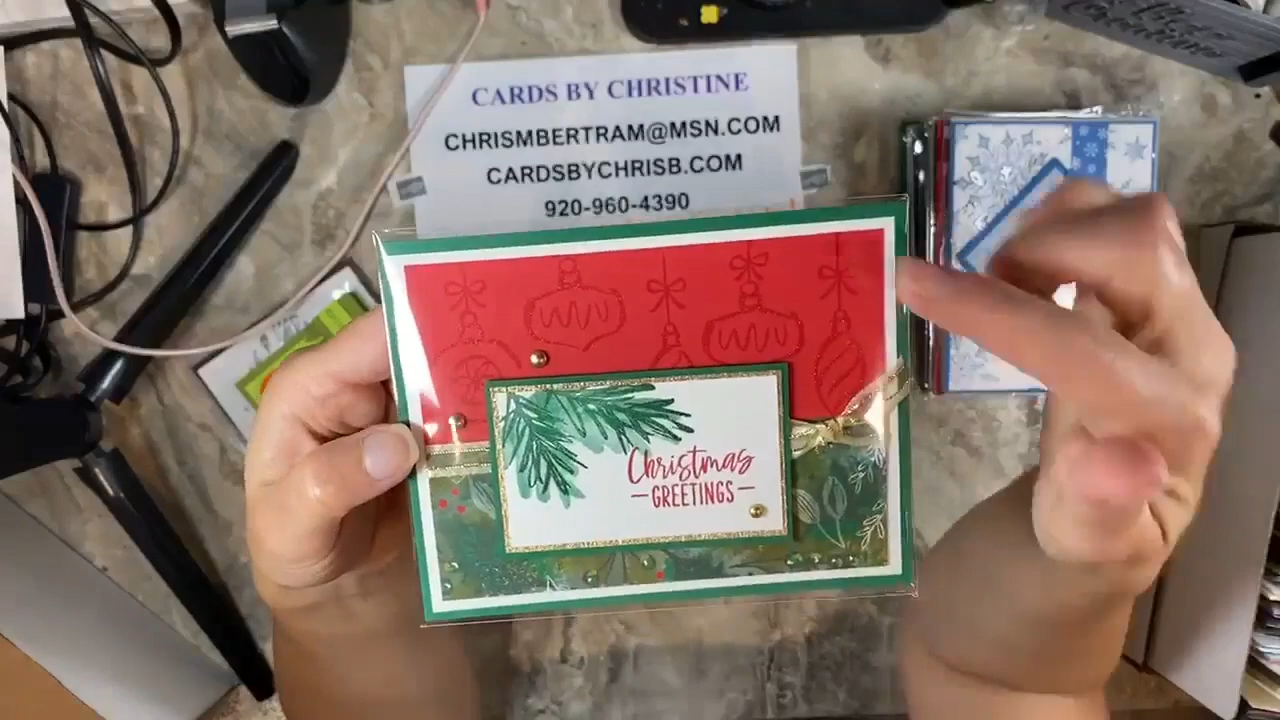 CARDS BY CHRISTINE
CHRISMBERTRAM@MSN.COM
CARDSBYCHRISB.COM
920-960-4390
Christmas
—GREETINGS—